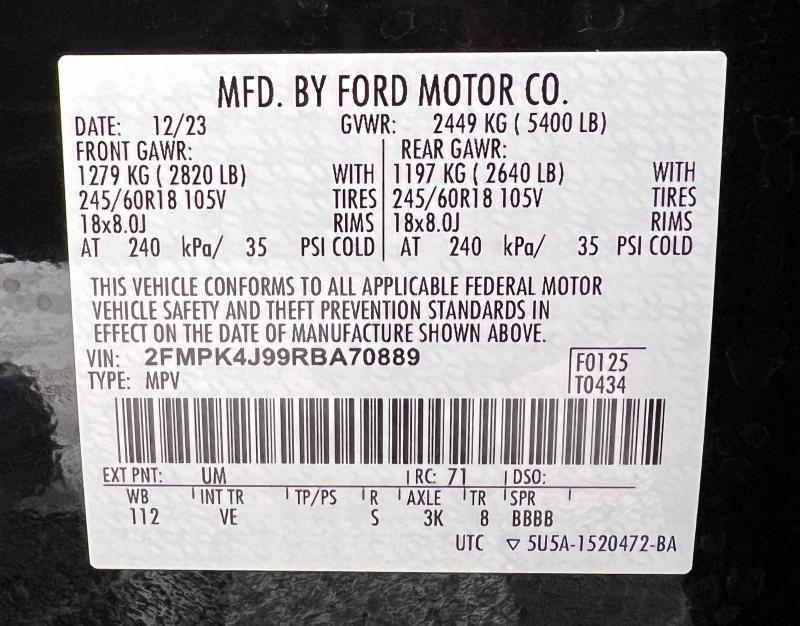 MFD. BY FORD MOTOR CO.
DATE: 12/23 GVWR: 2449 KG ( 5400 LB)
FRONT GAWR: REAR GAWR:
1279 KG ( 2820 LB) WITH 1197 KG ( 2640 LB) WITH
245/60R18 105V TIRES 245/60R18 105V TIRES
18x8.0J RIMS 18x8.0J RIMS
AT 240 kPa/ 35 PSI COLD AT 240 kPa/ 35 PSI COLD
THIS VEHICLE CONFORMS TO ALL APPLICABLE FEDERAL MOTOR
VEHICLE SAFETY AND THEFT PREVENTION STANDARDS IN
EFFECT ON THE DATE OF MANUFACTURE SHOWN ABOVE.
VIN: 2FMPK4J99RBA70889 F0125
TYPE: MPV T0434
EXT PNT: UM RC: 71 DSO:
WB INT TR TP/PS R AXLE TR SPR
112 VE S 3K 8 BBBB
UTC ▽ 5U5A-1520472-BA